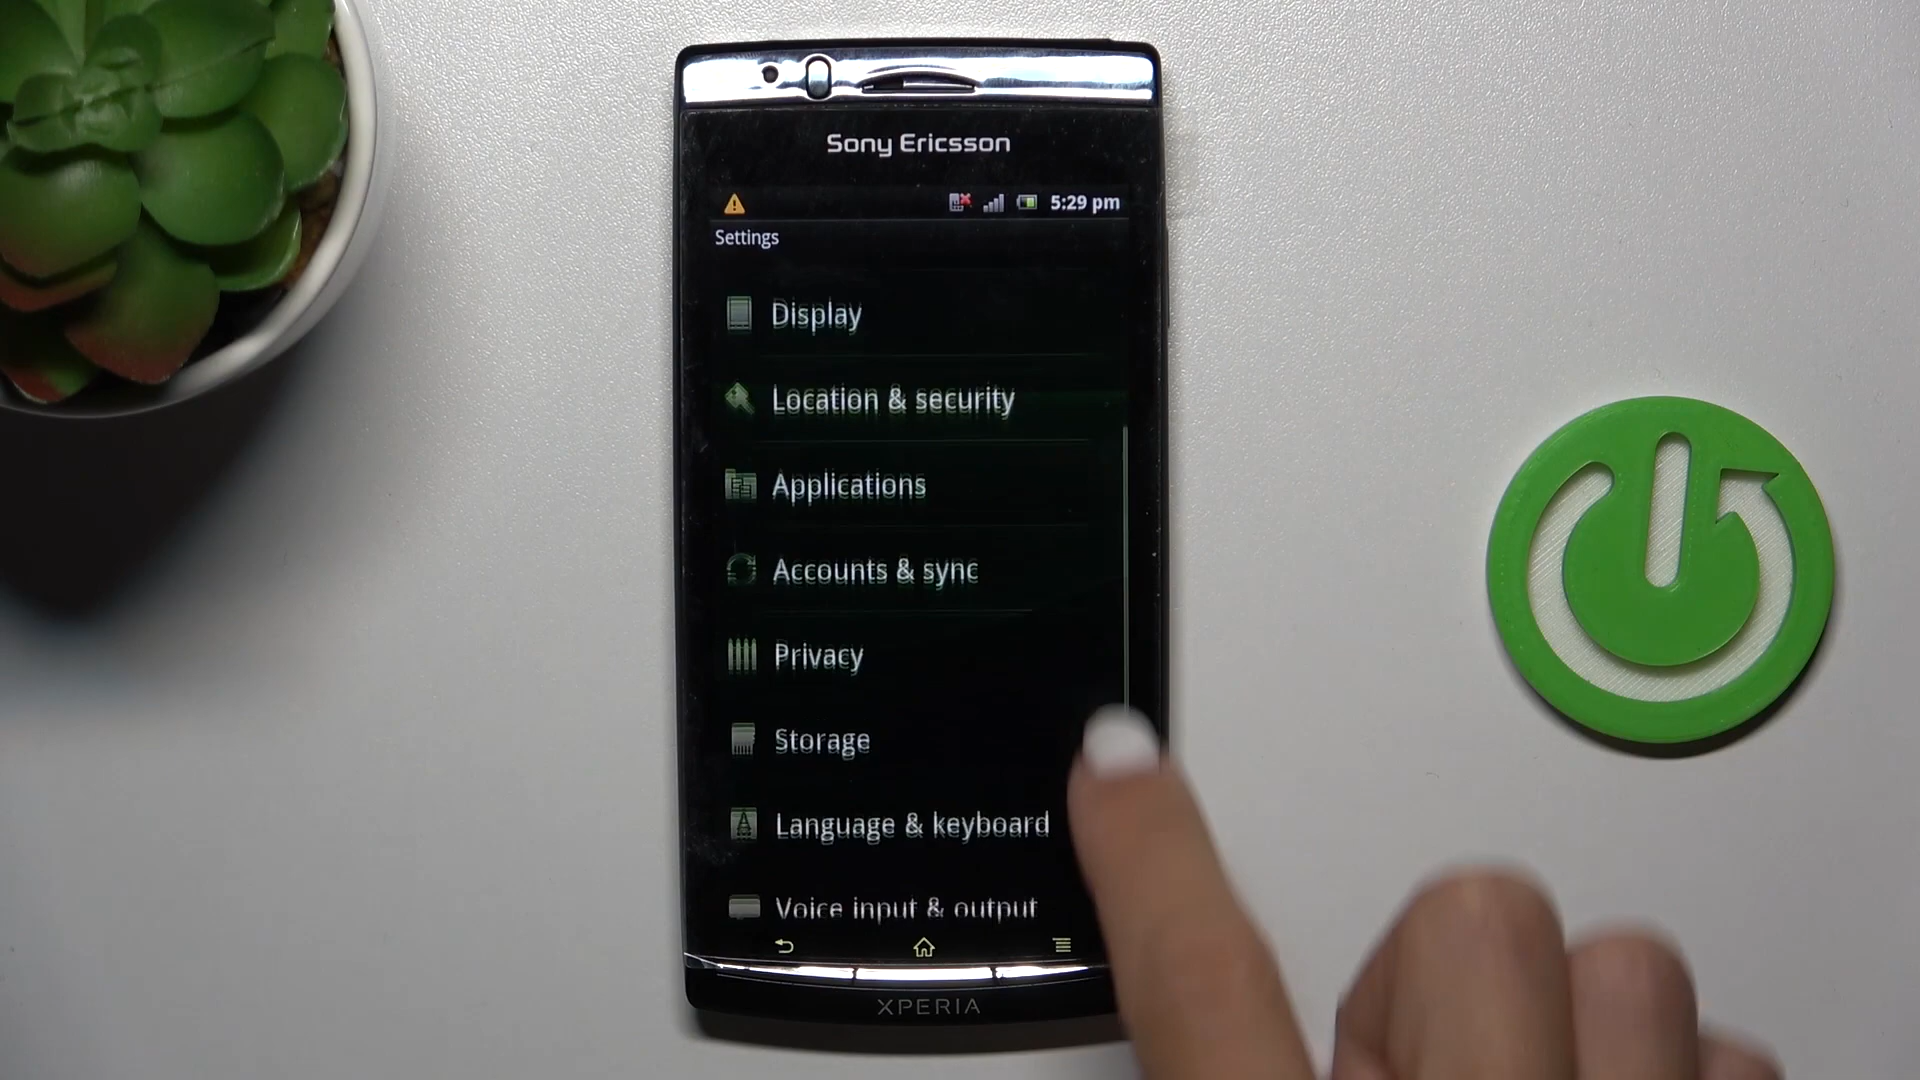 Sony Ericsson
5:29 pm
Settings
Display
Location & security
Applications
Accounts & sync
Privacy
Storage
Language & keyboard
Voice input & output
XPERIA